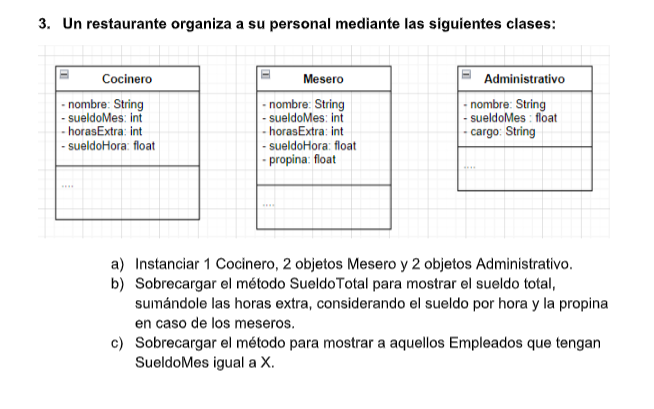 3. Un restaurante organiza a su personal mediante las siguientes clases:
Cocinero
- nombre: String
- sueldoMes: int
- horasExtra: int
- sueldoHora: float
....
Mesero
- nombre: String
- sueldoMes: int
- horasExtra: int
- sueldoHora: float
- propina: float
....
Administrativo
- nombre: String
- sueldoMes : float
- cargo: String
....
a) Instanciar 1 Cocinero, 2 objetos Mesero y 2 objetos Administrativo.
b) Sobrecargar el método SueldoTotal para mostrar el sueldo total,
sumándole las horas extra, considerando el sueldo por hora y la propina
en caso de los meseros.
c) Sobrecargar el método para mostrar a aquellos Empleados que tengan
SueldoMes igual a X.